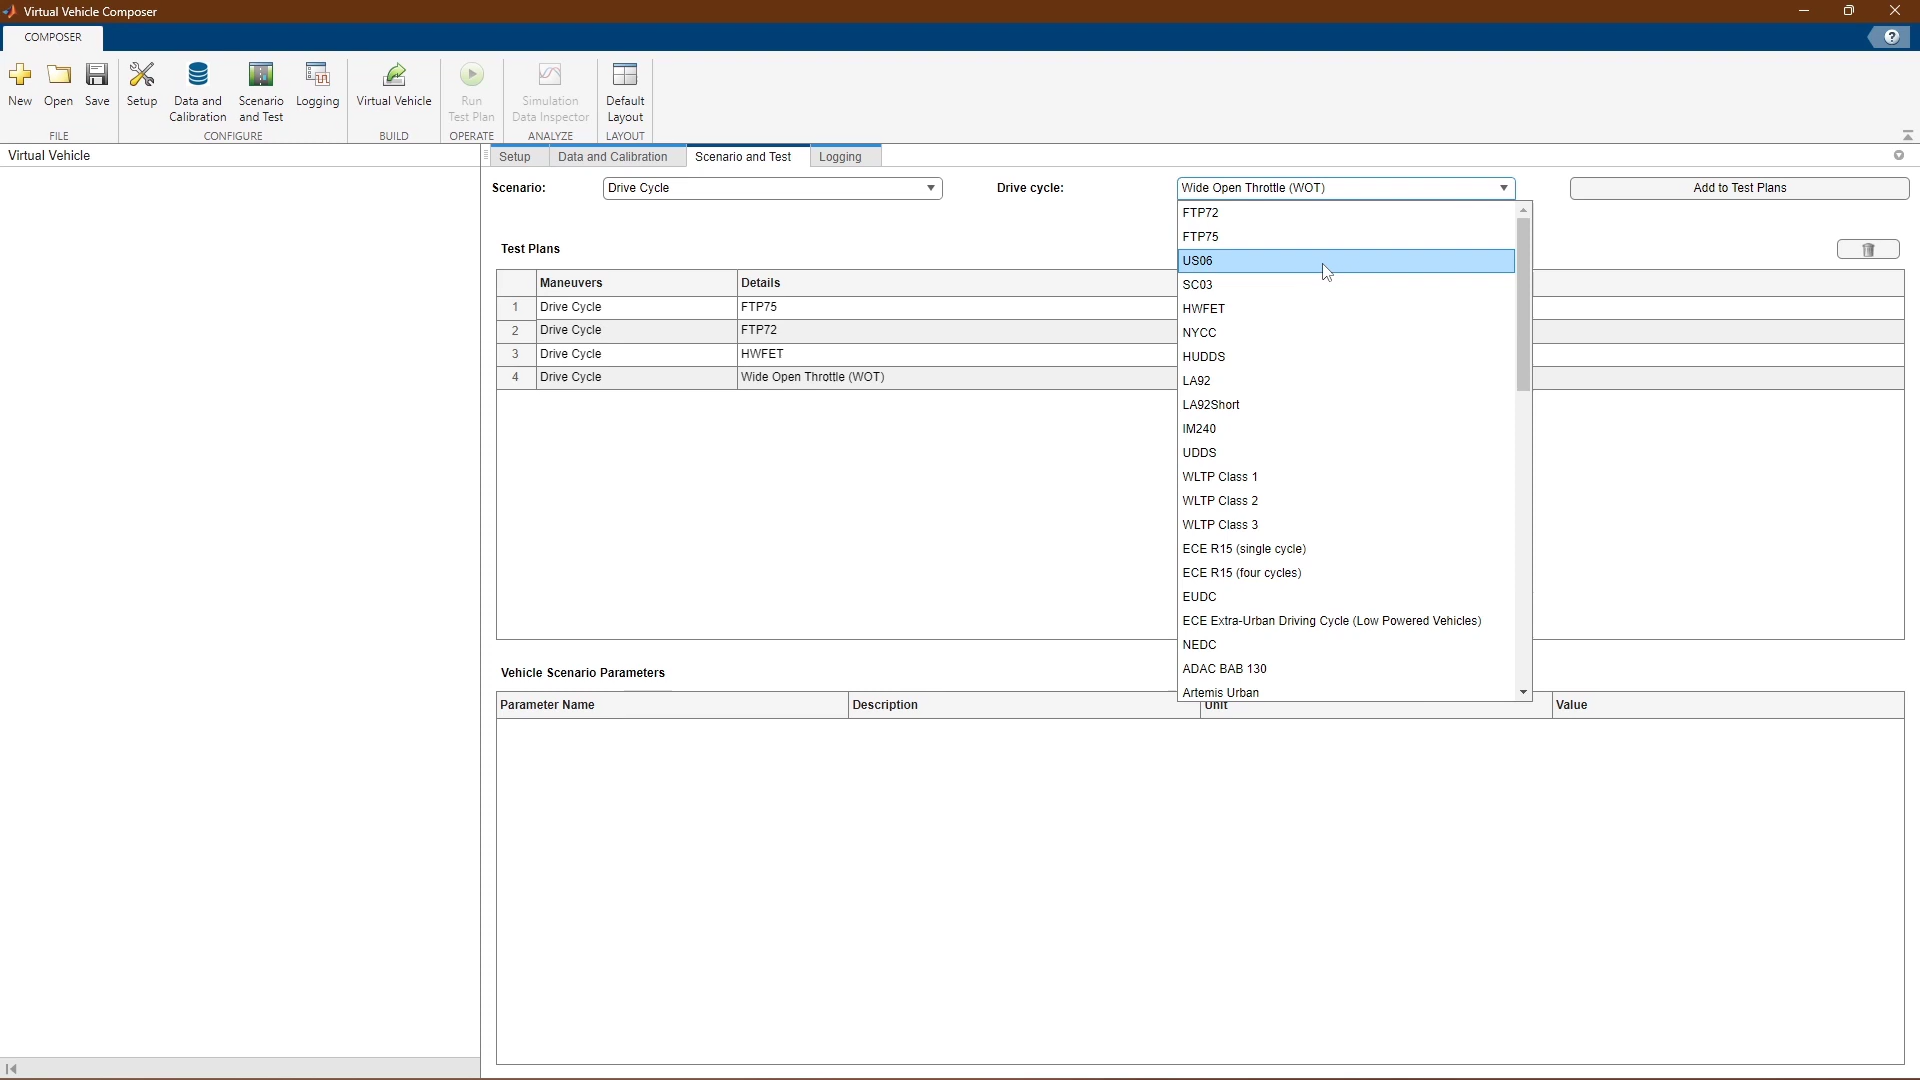 Virtual Vehicle Composer
COMPOSER
?
New
Open
Save
Setup
Data and
Calibration
Scenario
and Test
Logging
Virtual Vehicle
Run
Test Plan
Simulation
Data Inspector
Default
Layout
FILE
CONFIGURE
BUILD
OPERATE
ANALYZE
LAYOUT
Virtual Vehicle
Setup
Data and Calibration
Scenario and Test
Logging
Scenario:
Drive Cycle
Drive cycle:
Wide Open Throttle (WOT)
Add to Test Plans
Test Plans
Maneuvers
Details
1 Drive Cycle FTP75
2 Drive Cycle FTP72
3 Drive Cycle HWFET
4 Drive Cycle Wide Open Throttle (WOT)
FTP72
FTP75
US06
SC03
HWFET
NYCC
HUDDS
LA92
LA92Short
IM240
UDDS
WLTP Class 1
WLTP Class 2
WLTP Class 3
ECE R15 (single cycle)
ECE R15 (four cycles)
EUDC
ECE Extra-Urban Driving Cycle (Low Powered Vehicles)
NEDC
ADAC BAB 130
Artemis Urban
Vehicle Scenario Parameters
Parameter Name
Description
Unit
Value